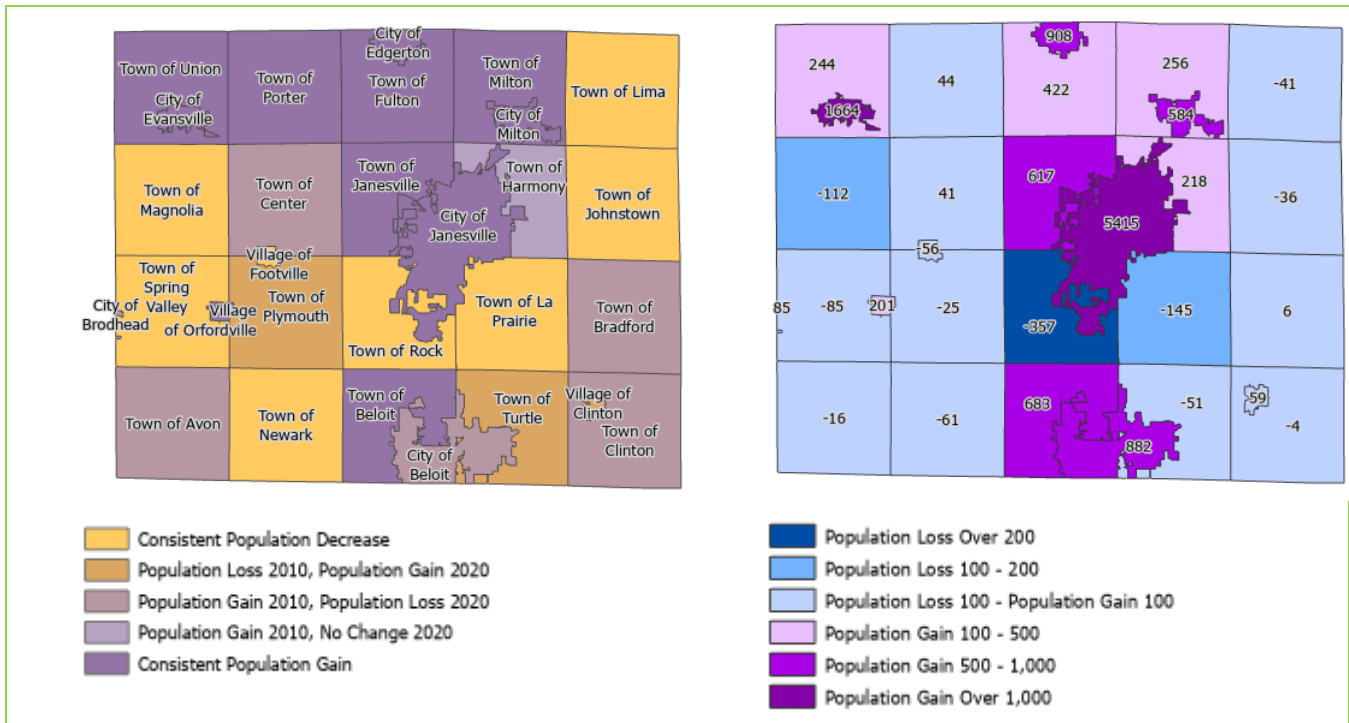 City of
Edgerton
Town of Union
Town of
Porter
Town of
Fulton
Town of
Milton
Town of Lima
City of
Evansville
City of
Milton
Town of
Magnolia
Town of
Center
Town of
Janesville
Town of
Harmony
City of
Janesville
Town of
Johnstown
Village of
Footville
Town of
Spring
Valley
City of
Brodhead
Village
of Orfordville
Town of
Plymouth
Town of Rock
Town of La
Prairie
Town of
Bradford
Town of Avon
Town of
Newark
Town of
Beloit
City of
Beloit
Town of
Turtle
Village of
Clinton
Town of
Clinton
Consistent Population Decrease
Population Loss 2010, Population Gain 2020
Population Gain 2010, Population Loss 2020
Population Gain 2010, No Change 2020
Consistent Population Gain
908
244
44
422
256
-41
1664
584
-112
41
617
5415
218
-36
-56
85
-85
201
-25
-357
-145
6
-16
-61
683
882
-51
59
-4
Population Loss Over 200
Population Loss 100 - 200
Population Loss 100 - Population Gain 100
Population Gain 100 - 500
Population Gain 500 - 1,000
Population Gain Over 1,000